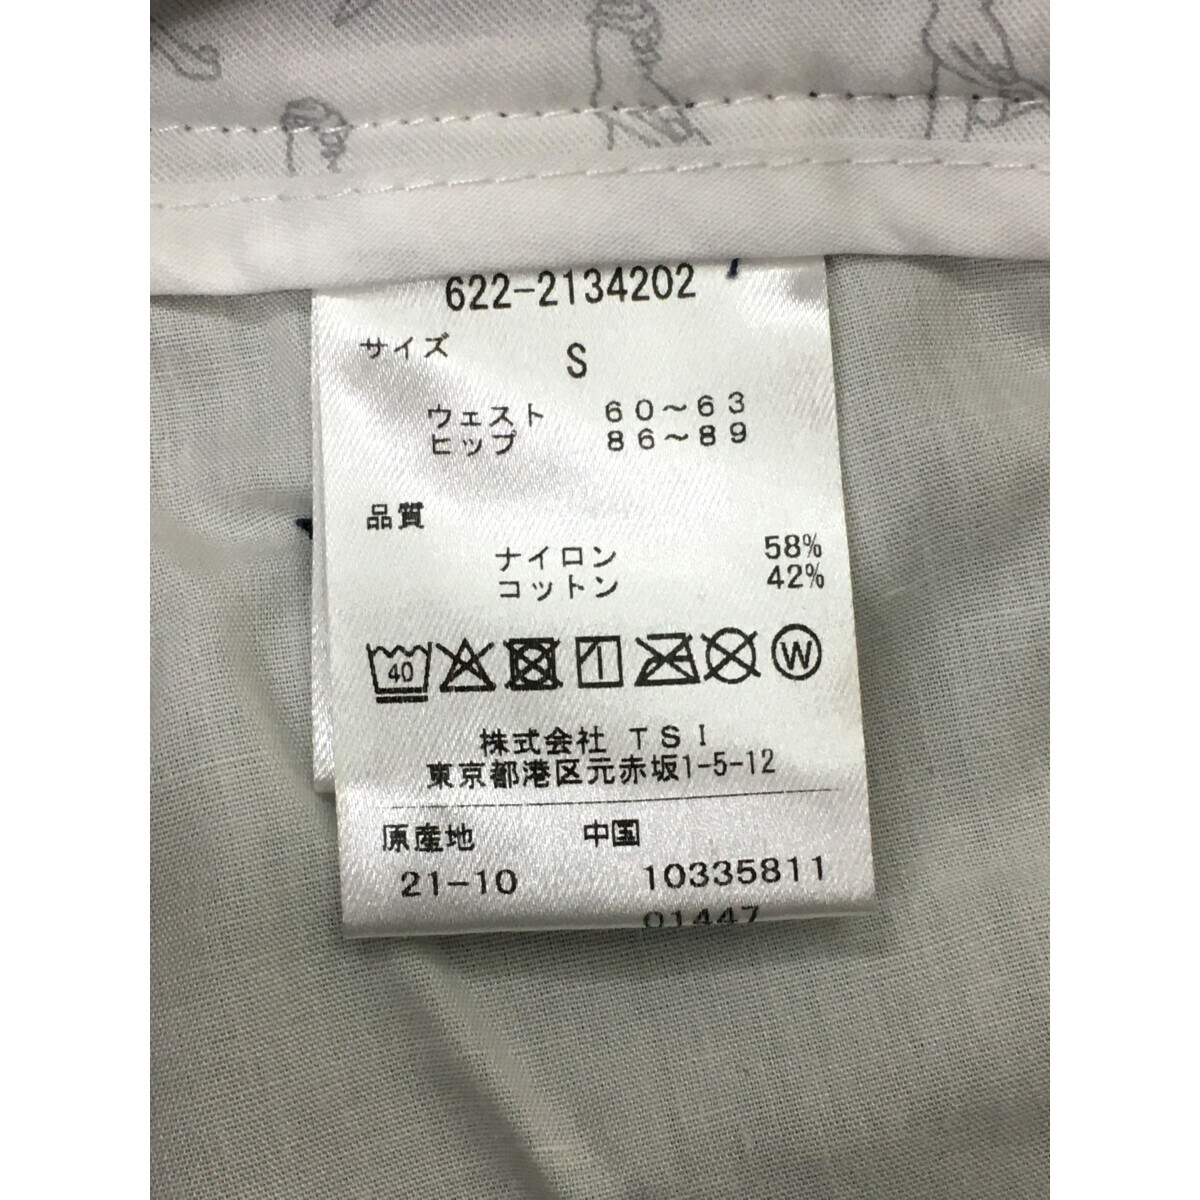 622-2134202
サイズ S
ウェスト 60～63
ヒップ 86～89
品質
ナイロン 58%
コットン 42%
40 W
株式会社 TSI
東京都港区元赤坂1-5-12
原産地 中国
21-10 10335811
01447